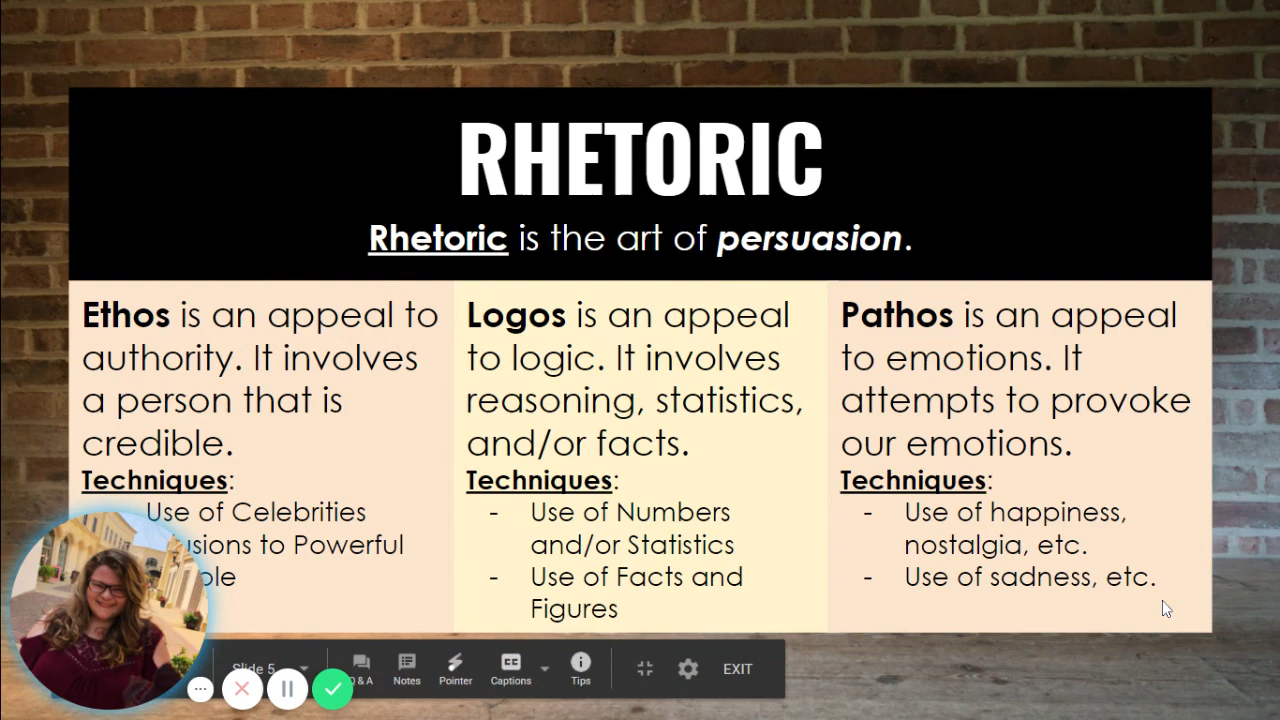 RHETORIC
Rhetoric is the art of persuasion.
Ethos is an appeal to
authority. It involves
a person that is
credible.
Techniques:
Use of Celebrities
to Powerful
Logos is an appeal
to logic. It involves
reasoning, statistics,
and/or facts.
Techniques:
- Use of Numbers
and/or Statistics
- Use of Facts and
Figures
Pathos is an appeal
to emotions. It
attempts to provoke
our emotions.
Techniques:
- Use of happiness,
nostalgia, etc.
- Use of sadness, etc.
Slide 5
Notes
Pointer
CC
Captions
Tips
EXIT